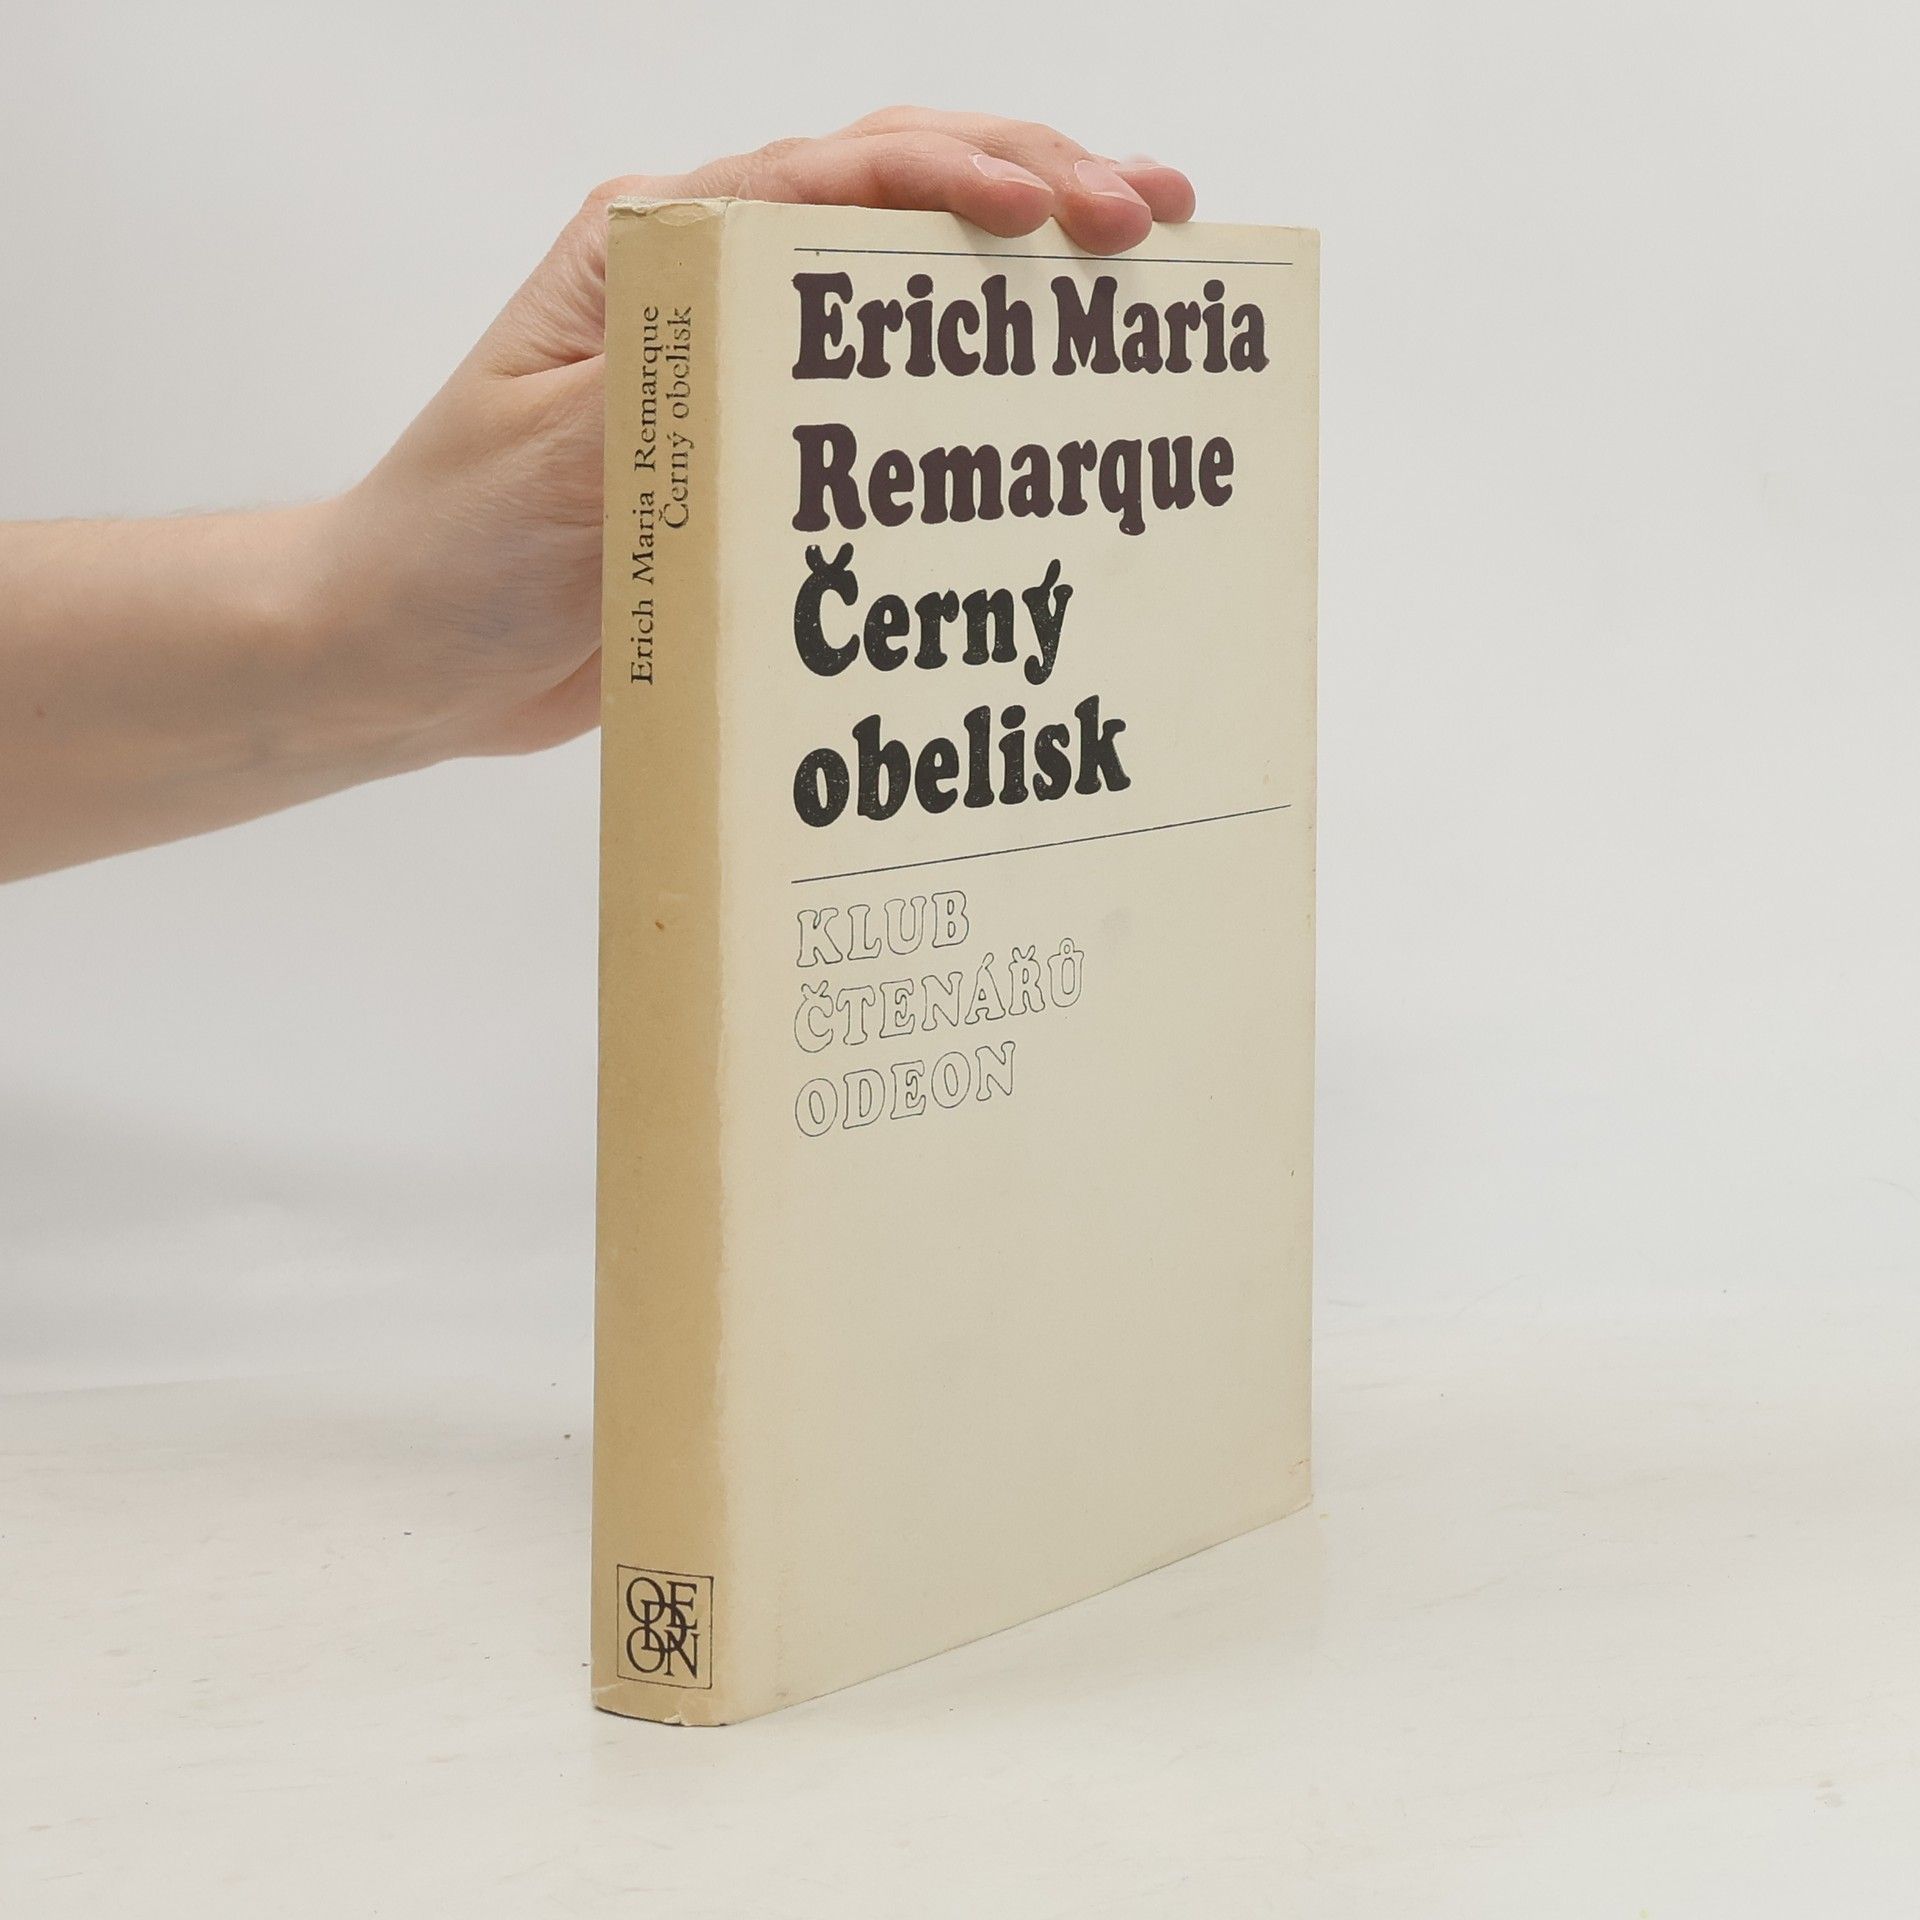 Erich Maria Remarque
Černý obelisk
ODEON
Erich Maria
Remarque
Černý
obelisk
KLUB
ČTENÁŘŮ
ODEON